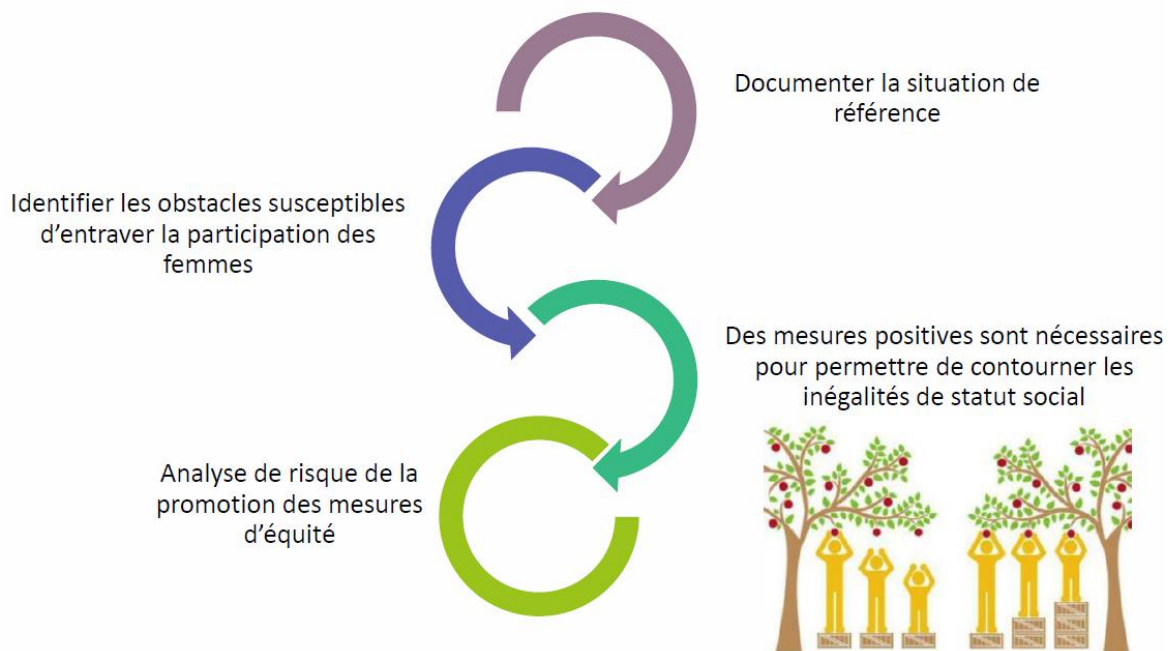 Documenter la situation de
référence
Identifier les obstacles susceptibles
d’entraver la participation des
femmes
Des mesures positives sont nécessaires
pour permettre de contourner les
inégalités de statut social
Analyse de risque de la
promotion des mesures
d’équité